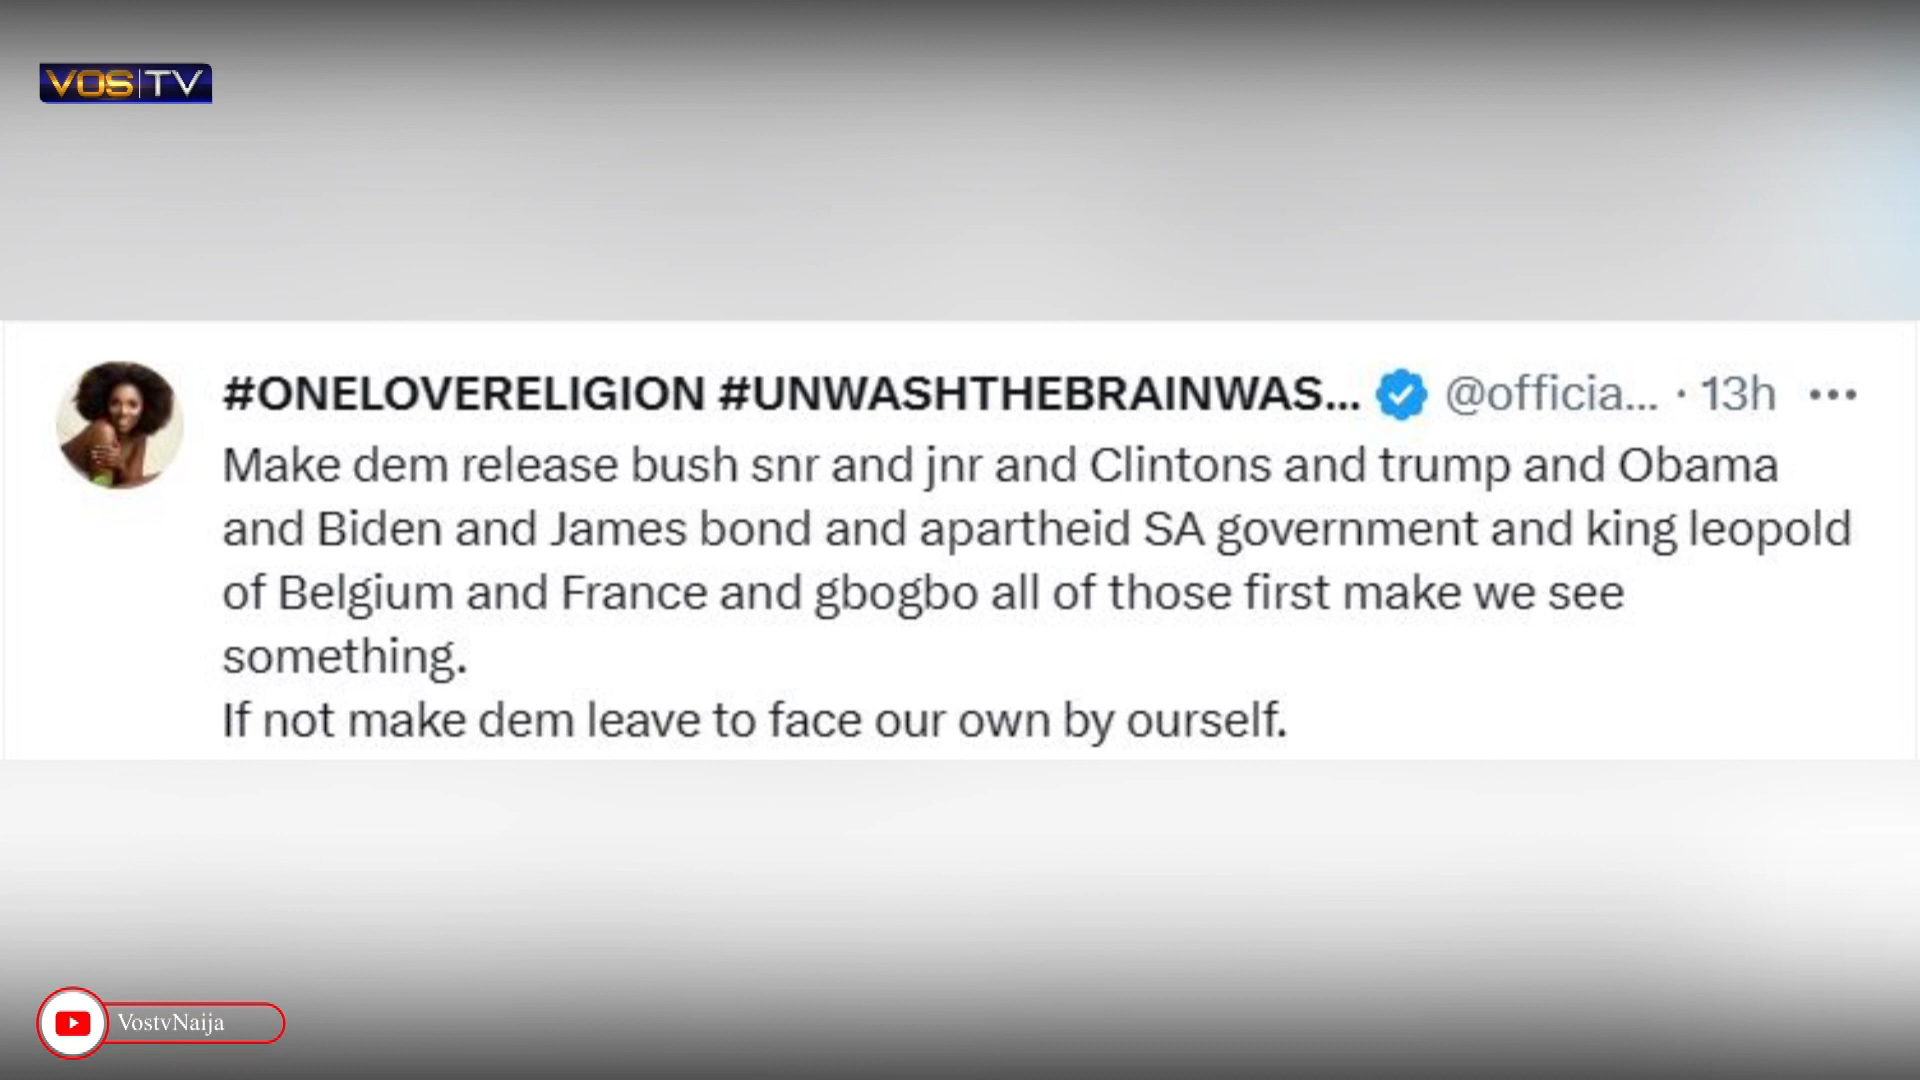 VOS|TV
#ONELOVERELIGION #UNWASHTHEBRAINWAS... @officia... · 13h ...
Make dem release bush snr and jnr and Clintons and trump and Obama
and Biden and James bond and apartheid SA government and king leopold
of Belgium and France and gbogbo all of those first make we see
something.
If not make dem leave to face our own by ourself.
VostvNaija